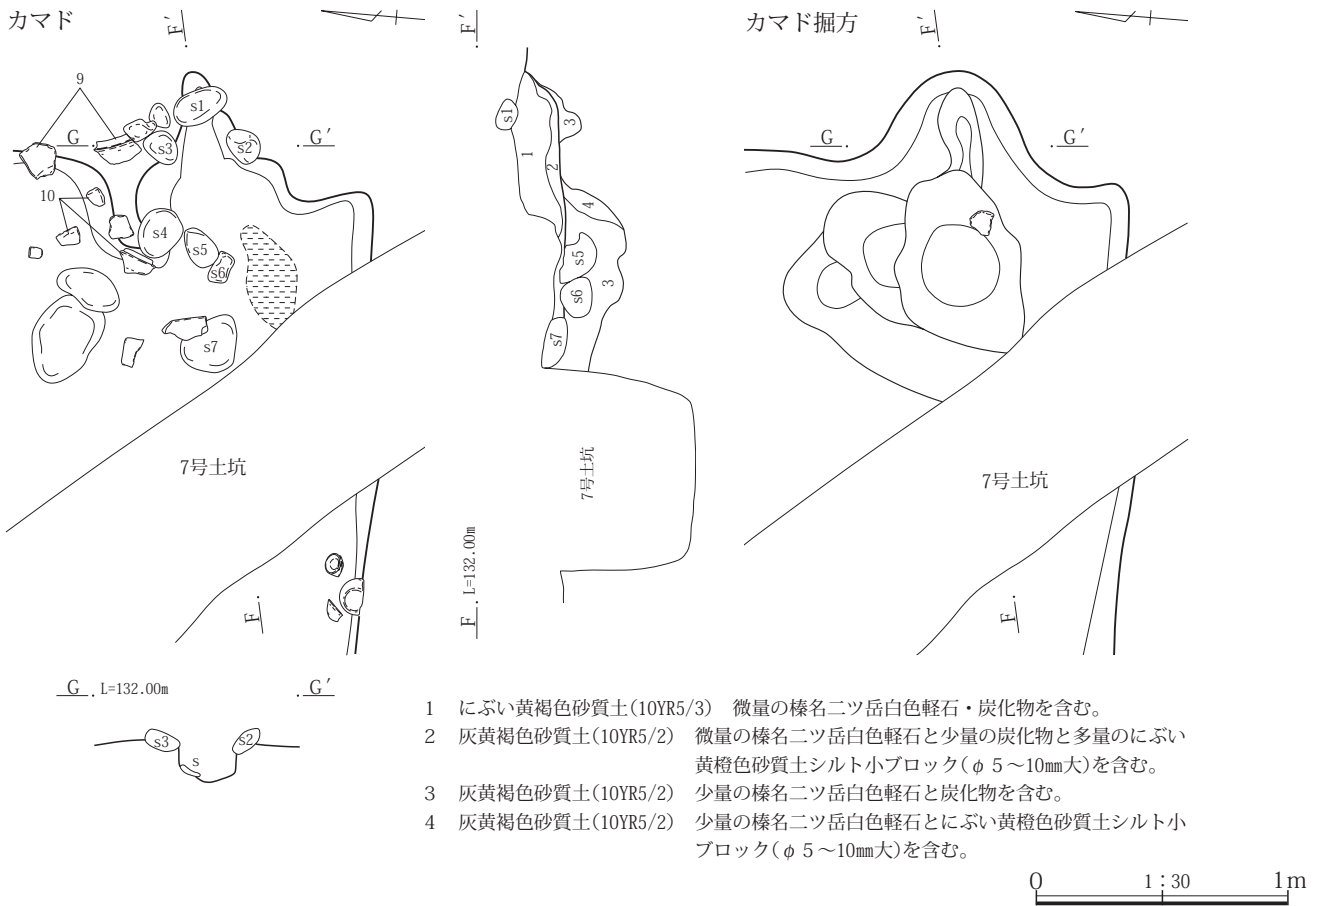 カマド
F′
9
s1
G
G′
s3
s2
10
s4
s5
s6
s7
7号土坑
F
F′
s1
3
1
2
4
s5
3
s6
s7
7号土坑
L=132.00m
F
カマド掘方
F′
G
G′
7号土坑
F
G L=132.00m G′
s3
s2
s
1 にぶい黄褐色砂質土(10YR5/3) 微量の榛名二ツ岳白色軽石・炭化物を含む。
2 灰黄褐色砂質土(10YR5/2) 微量の榛名二ツ岳白色軽石と少量の炭化物と多量のにぶい
黄橙色砂質土シルト小ブロック(φ5～10㎜大)を含む。
3 灰黄褐色砂質土(10YR5/2) 少量の榛名二ツ岳白色軽石と炭化物を含む。
4 灰黄褐色砂質土(10YR5/2) 少量の榛名二ツ岳白色軽石とにぶい黄橙色砂質土シルト小
ブロック(φ5～10㎜大)を含む。
0 1：30 1m